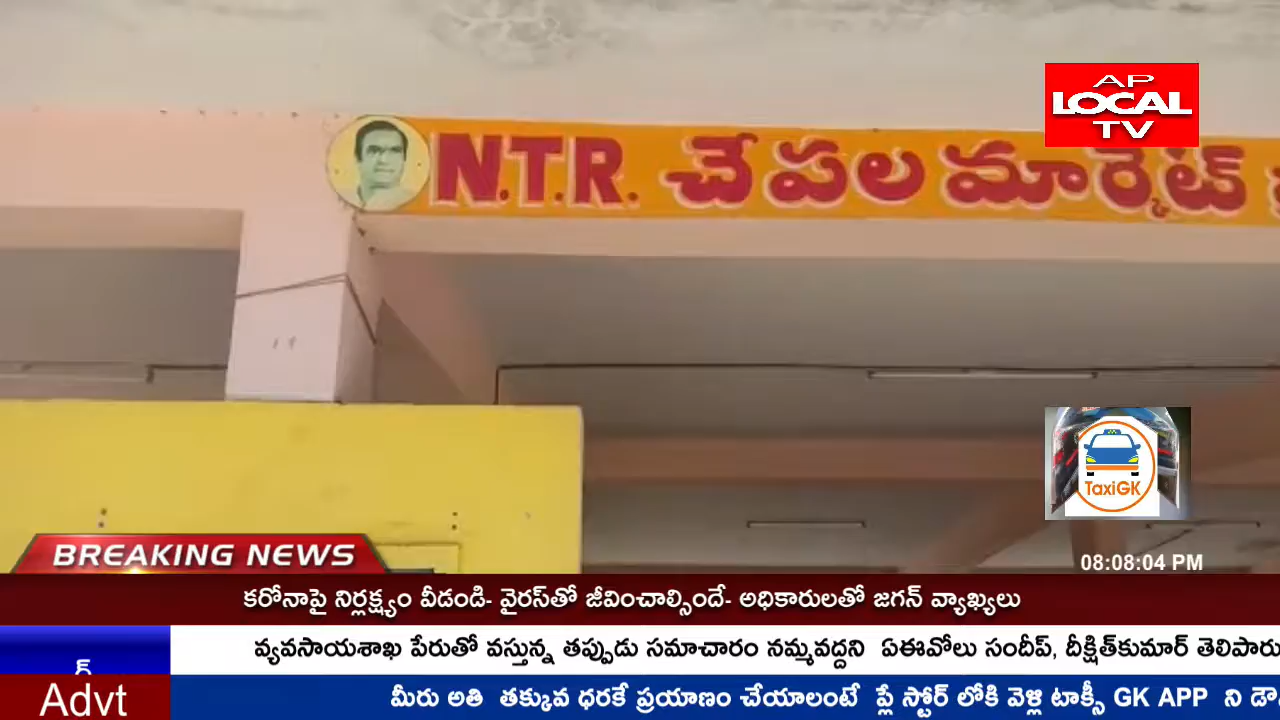 AP
LOCAL
TV
N.T.R. చేపల మార్కెట్
TaxiGK
08:08:04 PM
BREAKING NEWS
కరోనాపై నిర్లక్ష్యం వీడండి- వైరస్‌తో జీవించాల్సిందే- అధికారులతో జగన్ వ్యాఖ్యలు
వ్యవసాయశాఖ పేరుతో వస్తున్న తప్పుడు సమాచారం నమ్మవద్దని ఏఈవోలు సందీప్, దీక్షిత్‌కుమార్ తెలిపారు
Advt మీరు అతి తక్కువ ధరకే ప్రయాణం చేయాలంటే ప్లే స్టోర్ లోకి వెళ్లి టాక్సీ GK APP ని